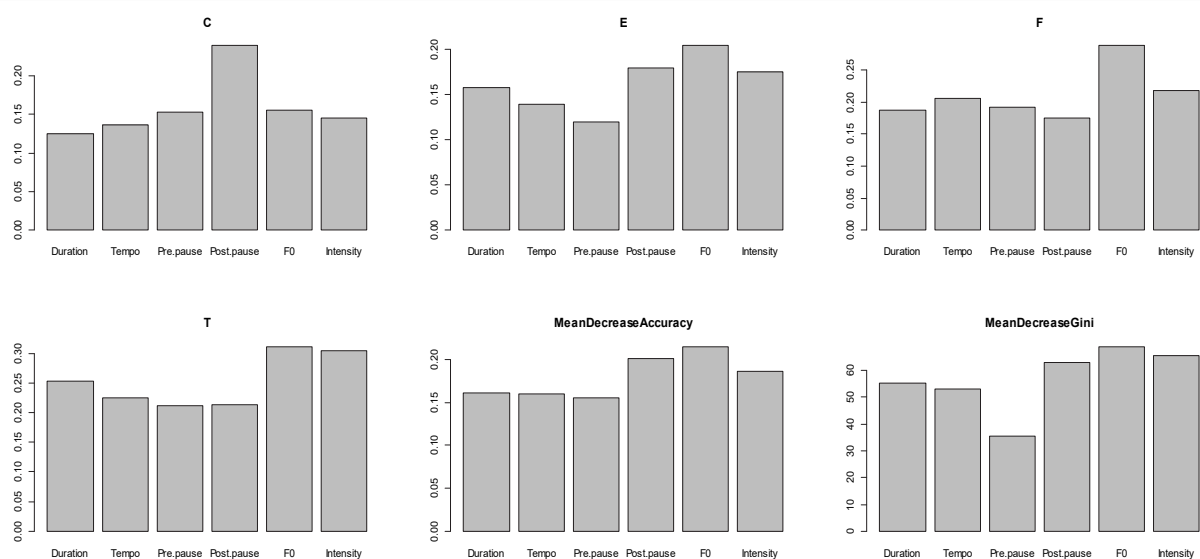 C
0.20
0.15
0.10
0.05
0.00
Duration Tempo Pre.pause Post.pause F0 Intensity
E
0.20
0.15
0.10
0.05
0.00
Duration Tempo Pre.pause Post.pause F0 Intensity
F
0.25
0.20
0.15
0.10
0.05
0.00
Duration Tempo Pre.pause Post.pause F0 Intensity
T
0.30
0.25
0.20
0.15
0.10
0.05
0.00
Duration Tempo Pre.pause Post.pause F0 Intensity
MeanDecreaseAccuracy
0.20
0.15
0.10
0.05
0.00
Duration Tempo Pre.pause Post.pause F0 Intensity
MeanDecreaseGini
60
50
40
30
20
10
0
Duration Tempo Pre.pause Post.pause F0 Intensity